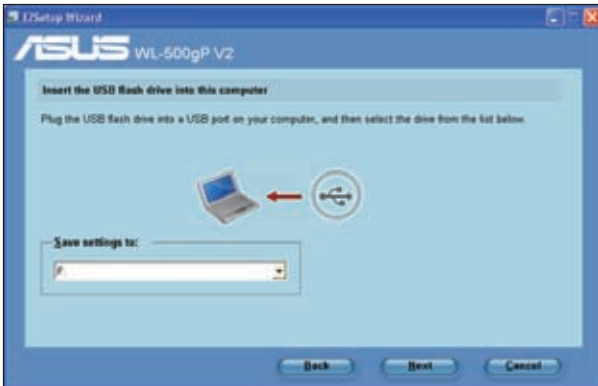 EZSetup Wizard
ASUS WL-500gP V2
Insert the USB flash drive into this computer
Plug the USB flash drive into a USB port on your computer, and then select the drive from the list below.
Save settings to:
Back Next Cancel